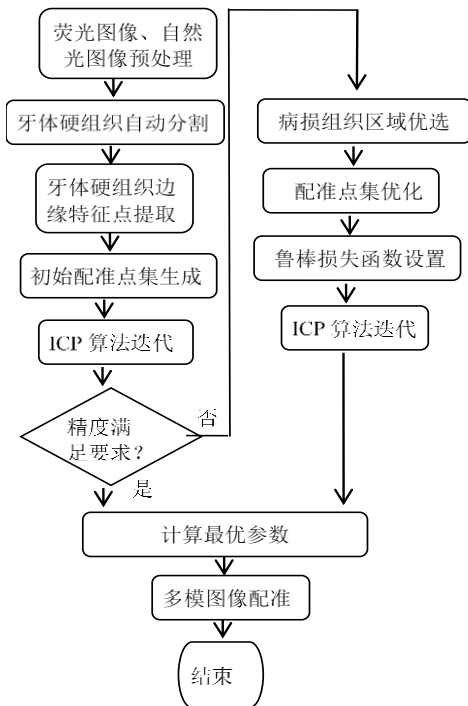 荧光图像、自然
光图像预处理
牙体硬组织自动分割
牙体硬组织边
缘特征点提取
初始配准点集生成
ICP 算法迭代
精度满
足要求？
否
是
病损组织区域优选
配准点集优化
鲁棒损失函数设置
ICP 算法迭代
计算最优参数
多模图像配准
结束